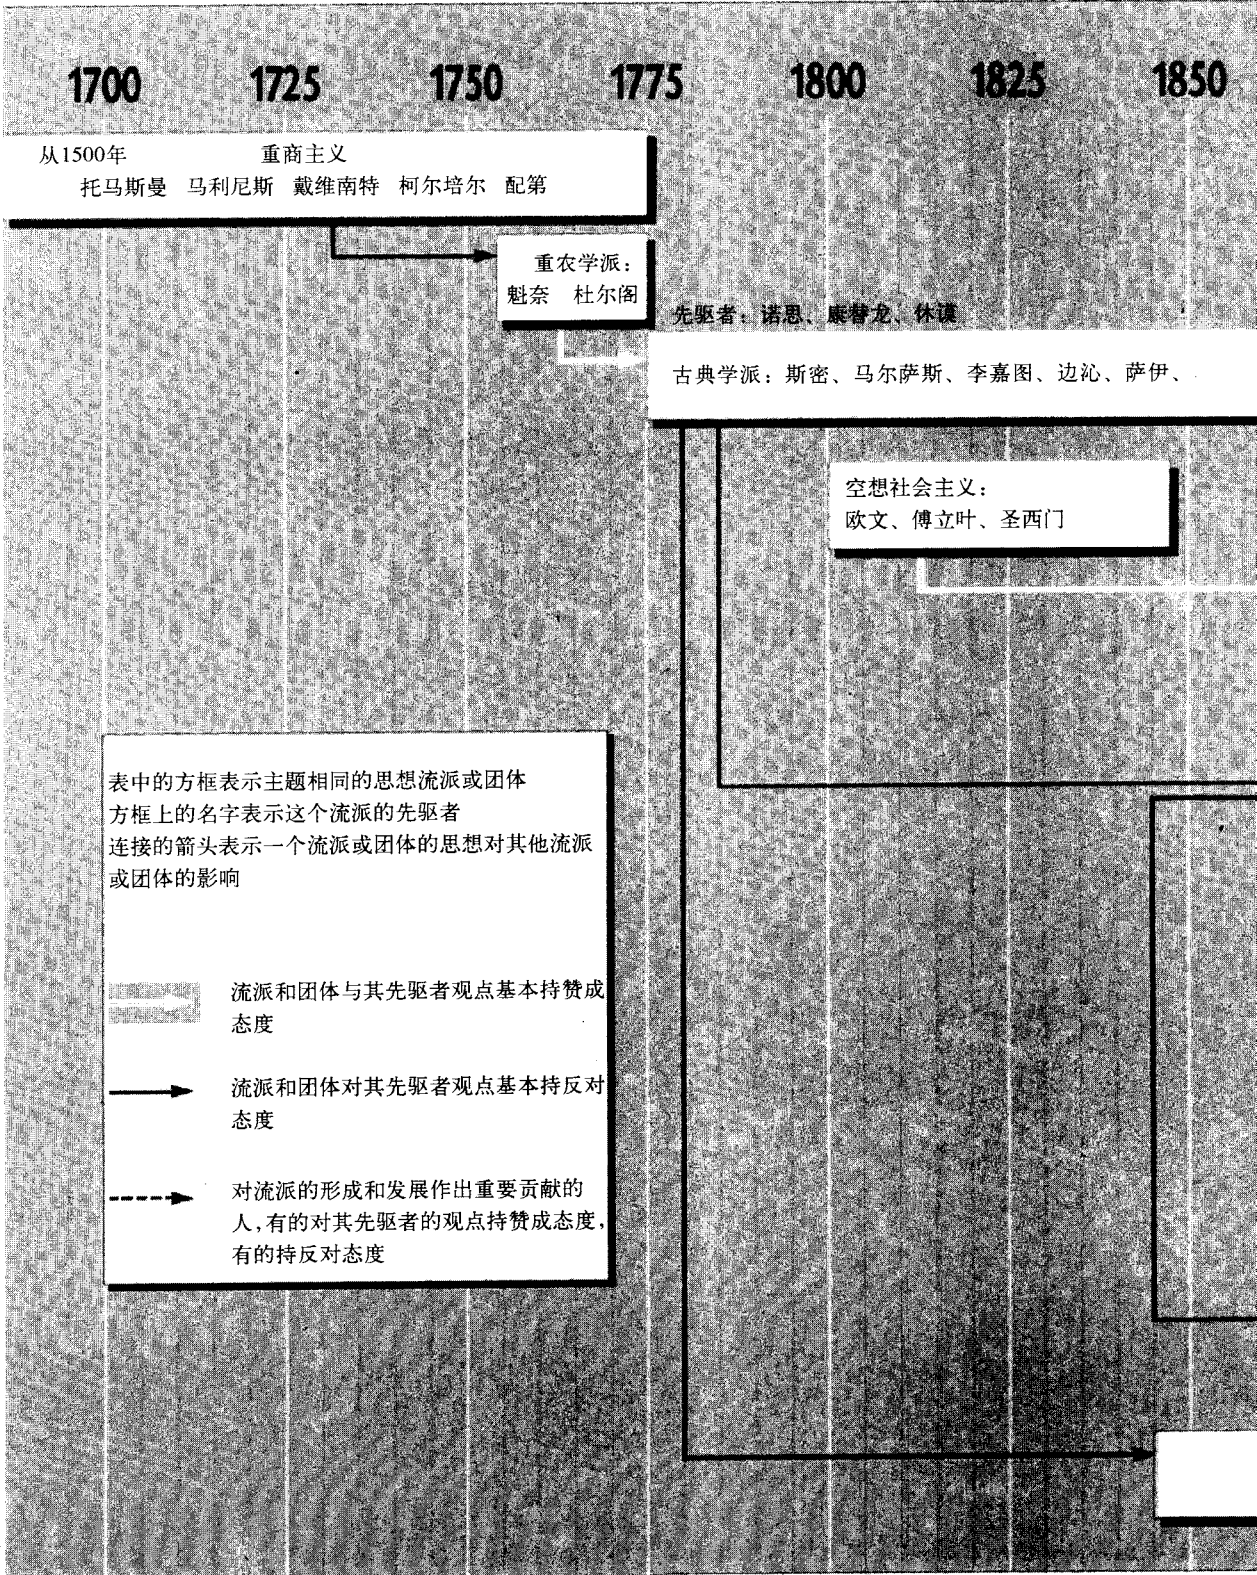 1700 1725 1750 1775 1800 1825 1850
从1500年 重商主义
托马斯曼 马利尼斯 戴维南特 柯尔培尔 配第
重农学派：
魁奈 杜尔阁
先驱者：诺思、康替龙、休谟
古典学派：斯密、马尔萨斯、李嘉图、边沁、萨伊、
空想社会主义：
欧文、傅立叶、圣西门
表中的方框表示主题相同的思想流派或团体
方框上的名字表示这个流派的先驱者
连接的箭头表示一个流派或团体的思想对其他流派
或团体的影响
流派和团体与其先驱者观点基本持赞成
态度
流派和团体对其先驱者观点基本持反对
态度
对流派的形成和发展作出重要贡献的
人,有的对其先驱者的观点持赞成态度,
有的持反对态度